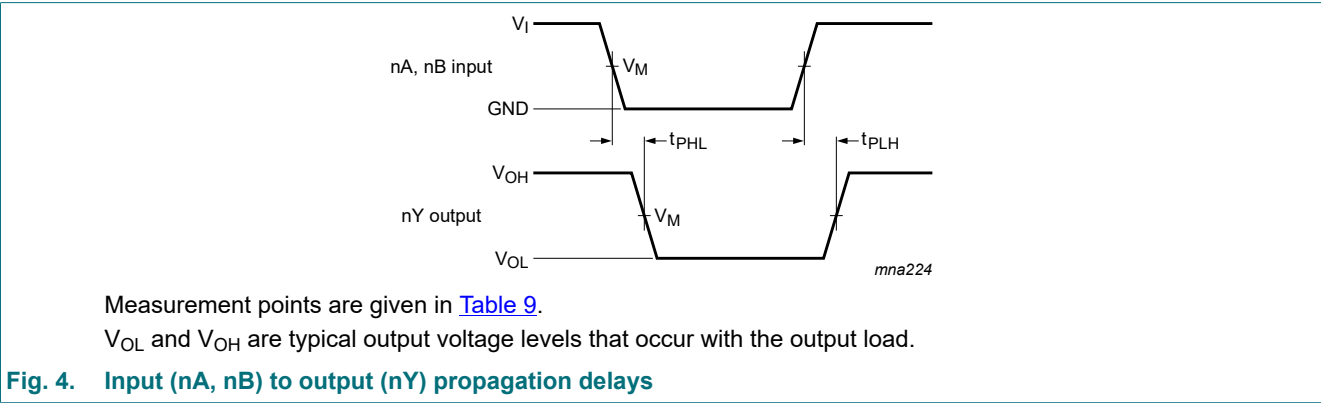 VI
nA, nB input
VM
GND
tPHL
tPLH
VOH
nY output
VM
VOL
mna224
Measurement points are given in Table 9.
VOL and VOH are typical output voltage levels that occur with the output load.
Fig. 4. Input (nA, nB) to output (nY) propagation delays